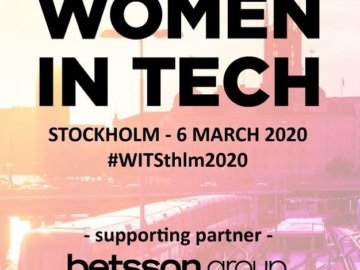 WOMEN
IN TECH
STOCKHOLM - 6 MARCH 2020
#WITSthlm2020
- supporting partner -
betsson group